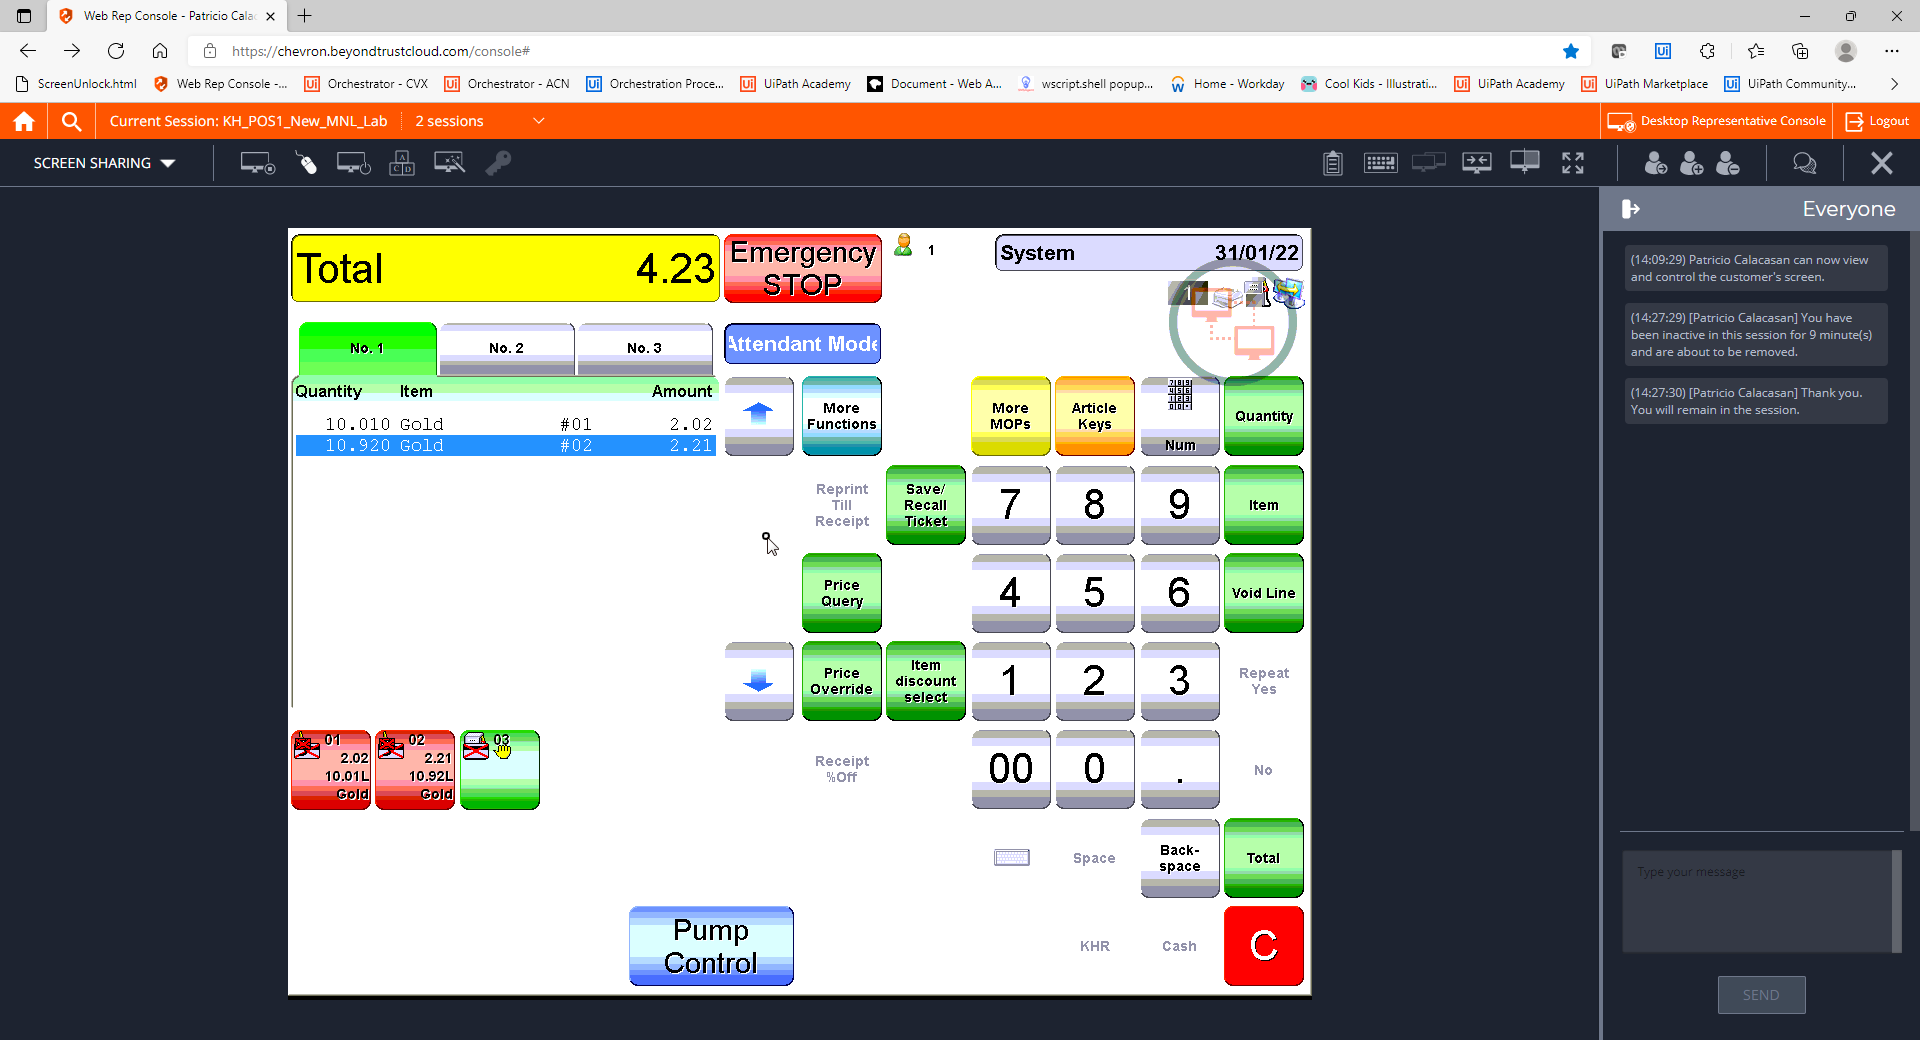 Web Rep Console - Patricio Cala
https://chevron.beyondtrustcloud.com/console#
ScreenUnlock.html
Web Rep Console -...
Orchestrator - CVX
Orchestrator - ACN
Orchestration Proce...
UiPath Academy
Document - Web A...
wscript.shell popup...
Home - Workday
Cool Kids - Illustrati...
UiPath Academy
UiPath Marketplace
UiPath Community...
Current Session: KH_POS1_New_MNL_Lab
2 sessions
Desktop Representative Console
Logout
SCREEN SHARING
Everyone
(14:09:29) Patricio Calacasan can now view
and control the customer's screen.
(14:27:29) [Patricio Calacasan] You have
been inactive in this session for 9 minute(s)
and are about to be removed.
(14:27:30) [Patricio Calacasan] Thank you.
You will remain in the session.
Type your message
SEND
Total 4.23
Emergency
STOP
1
System 31/01/22
1
No. 1
No. 2
No. 3
Attendant Mode
Quantity Item Amount
10.010 Gold #01 2.02
10.920 Gold #02 2.21
More
Functions
More
MOPs
Article
Keys
Num
Quantity
Reprint
Till
Receipt
Save/
Recall
Ticket
7
8
9
Item
Price
Query
4
5
6
Void Line
Price
Override
Item
discount
select
1
2
3
Repeat
Yes
01
2.02
10.01L
Gold
02
2.21
10.92L
Gold
03
Receipt
%Off
00
0
.
No
Space
Back-
space
Total
Pump
Control
KHR
Cash
C